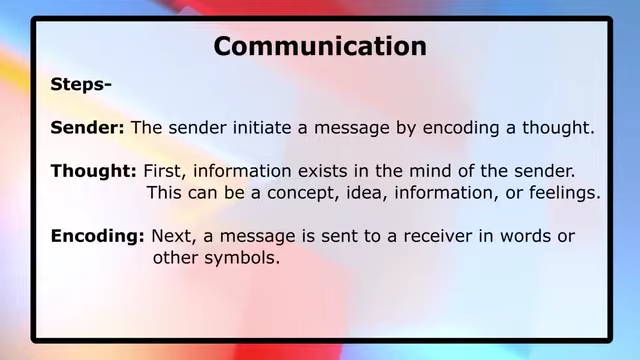 Communication
Steps-
Sender: The sender initiate a message by encoding a thought.
Thought: First, information exists in the mind of the sender.
This can be a concept, idea, information, or feelings.
Encoding: Next, a message is sent to a receiver in words or
other symbols.